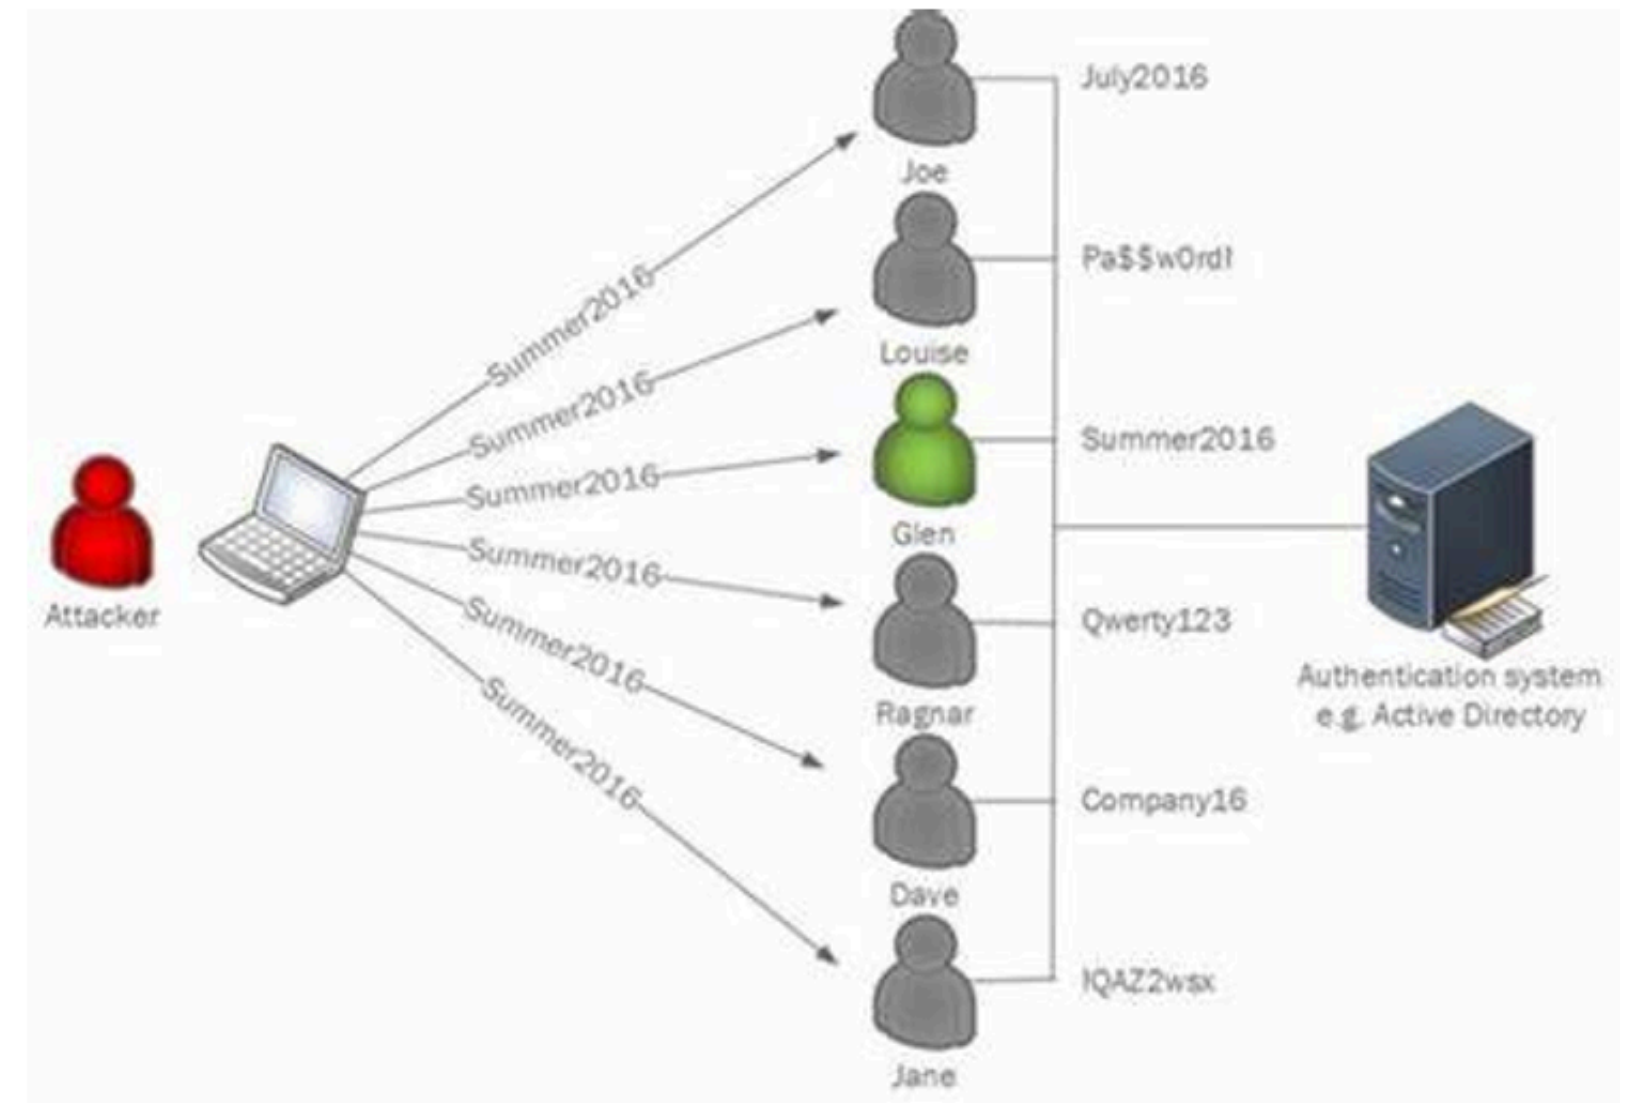 July2016
Joe
Summer2016
Pa$$w0rd!
Louise
Summer2016
Summer2016
Glen
Summer2016
Qwerty123
Ragnar
Summer2016
Company16
Dave
Summer2016
!QAZ2wsx
Jane
Summer2016
Attacker
Authentication system
e.g. Active Directory